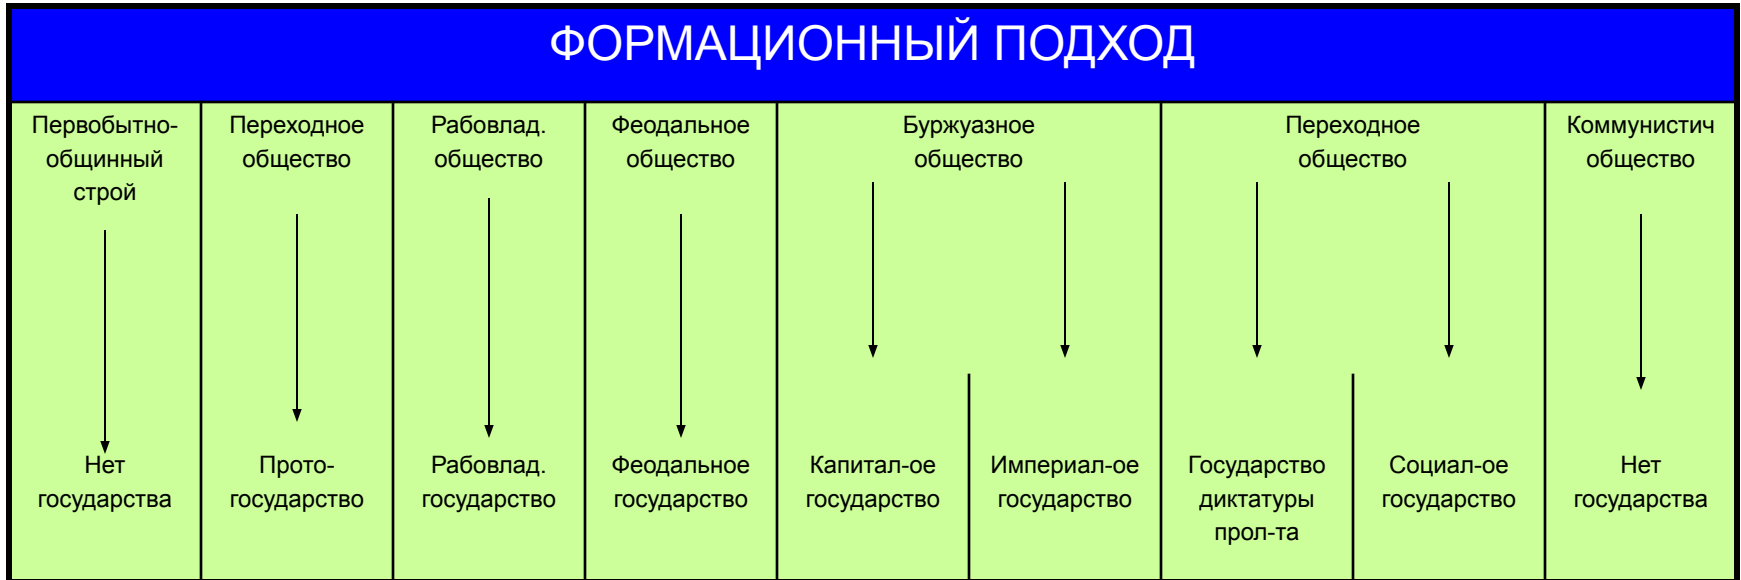 ФОРМАЦИОННЫЙ ПОДХОД
Первобытно-
общинный
строй
Переходное
общество
Рабовлад.
общество
Феодальное
общество
Буржуазное
общество
Переходное
общество
Коммунистич
общество
Нет
государства
Прото-
государство
Рабовлад.
государство
Феодальное
государство
Капитал-ое
государство
Империал-ое
государство
Государство
диктатуры
прол-та
Социал-ое
государство
Нет
государства